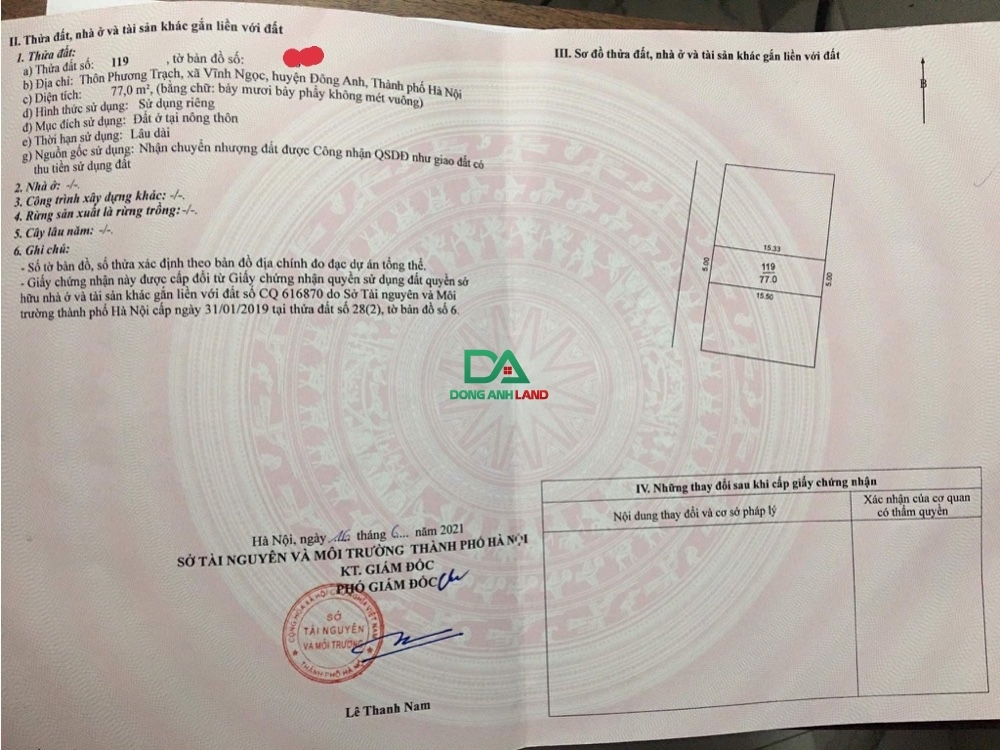 II. Thửa đất, nhà ở và tài sản khác gắn liền với đất
1. Thửa đất:
a) Thửa đất số: 119 , tờ bản đồ số:
b) Địa chỉ: Thôn Phương Trạch, xã Vĩnh Ngọc, huyện Đông Anh, Thành phố Hà Nội
c) Diện tích: 77,0 m², (bằng chữ: bảy mươi bảy phẩy không mét vuông)
d) Hình thức sử dụng: Sử dụng riêng
đ) Mục đích sử dụng: Đất ở tại nông thôn
e) Thời hạn sử dụng: Lâu dài
g) Nguồn gốc sử dụng: Nhận chuyển nhượng đất được Công nhận QSDĐ như giao đất có
thu tiền sử dụng đất
2. Nhà ở: -/-.
3. Công trình xây dựng khác: -/-.
4. Rừng sản xuất là rừng trồng: -/-.
5. Cây lâu năm: -/-.
6. Ghi chú:
- Số tờ bản đồ, số thửa xác định theo bản đồ địa chính đo đạc dự án tổng thể.
- Giấy chứng nhận này được cấp đổi từ Giấy chứng nhận quyền sử dụng đất quyền sở
hữu nhà ở và tài sản khác gắn liền với đất số CQ 616870 do Sở Tài nguyên và Môi
trường thành phố Hà Nội cấp ngày 31/01/2019 tại thửa đất số 28(2), tờ bản đồ số 6.
III. Sơ đồ thửa đất, nhà ở và tài sản khác gắn liền với đất
B
15.33
5.00
119
77.0
5.00
15.50
DONG ANH LAND
Hà Nội, ngày 16 tháng 6... năm 2021
SỞ TÀI NGUYÊN VÀ MÔI TRƯỜNG THÀNH PHỐ HÀ NỘI
KT. GIÁM ĐỐC
PHÓ GIÁM ĐỐC
CỘNG HÒA XÃ HỘI CHỦ NGHĨA VIỆT NAM
SỞ
TÀI NGUYÊN
VÀ MÔI TRƯỜNG
THÀNH PHỐ HÀ NỘI
Lê Thanh Nam
IV. Những thay đổi sau khi cấp giấy chứng nhận
Nội dung thay đổi và cơ sở pháp lý
Xác nhận của cơ quan
có thẩm quyền